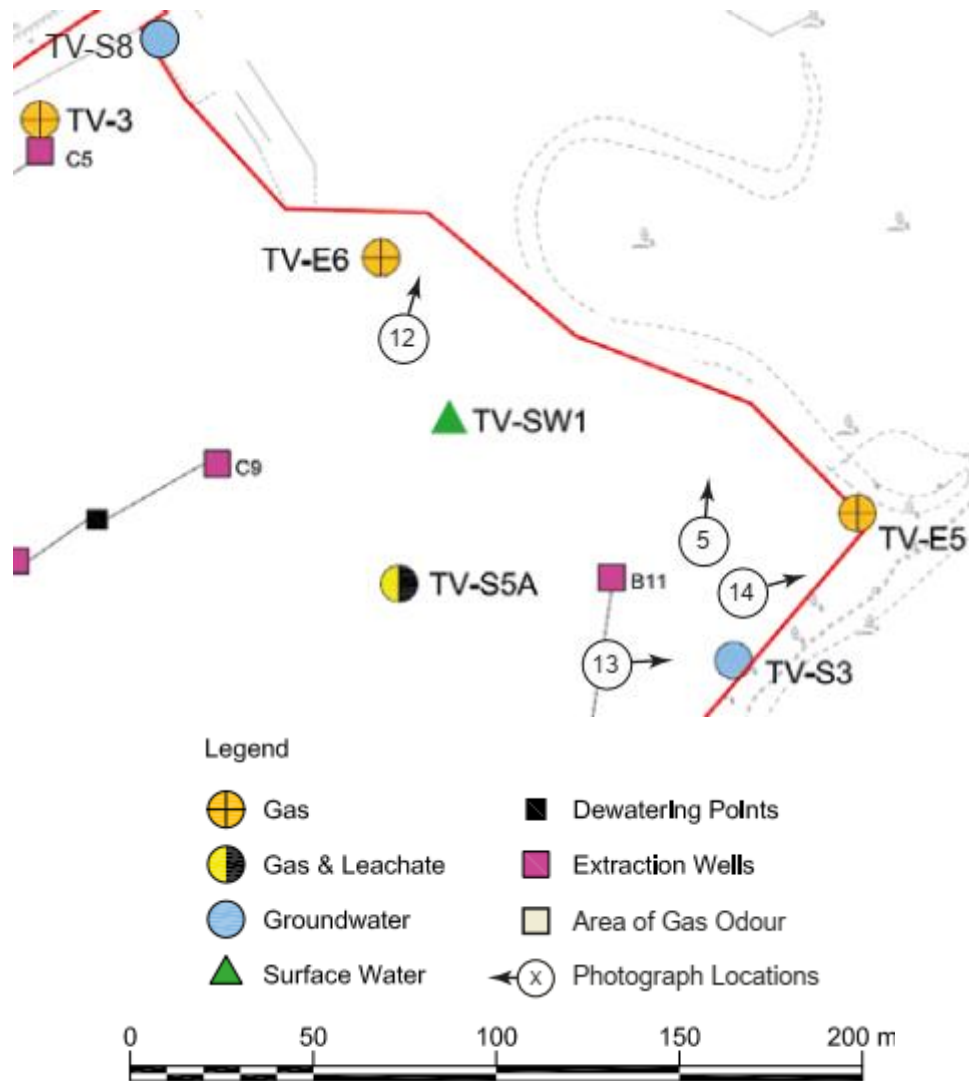 TV-S8
TV-3
C5
TV-E6
12
TV-SW1
C9
5
TV-E5
TV-S5A
B11
14
13
TV-S3
Legend
Gas
Dewatering Points
Gas & Leachate
Extraction Wells
Groundwater
Area of Gas Odour
Surface Water
X
Photograph Locations
0 50 100 150 200 m